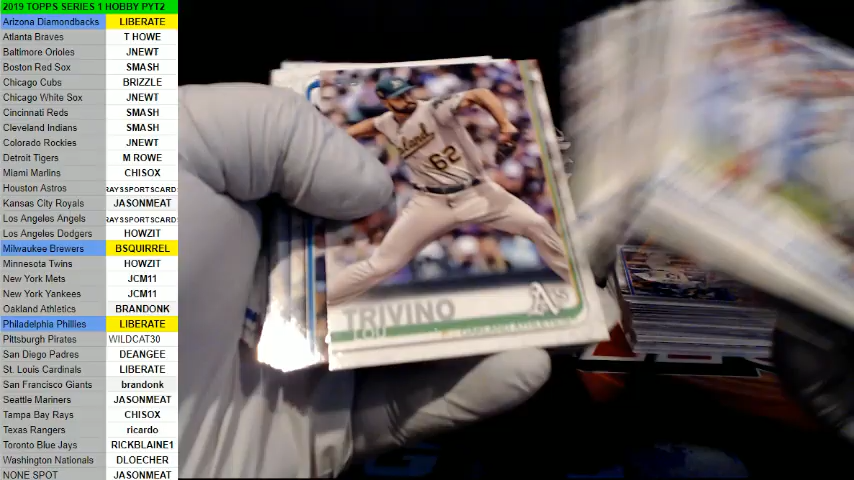 2019 TOPPS SERIES 1 HOBBY PYT2
Arizona Diamondbacks LIBERATE
Atlanta Braves T HOWE
Baltimore Orioles JNEWT
Boston Red Sox SMASH
Chicago Cubs BRIZZLE
Chicago White Sox JNEWT
Cincinnati Reds SMASH
Cleveland Indians SMASH
Colorado Rockies JNEWT
Detroit Tigers M ROWE
Miami Marlins CHISOX
Houston Astros RAYSSPORTSCARD
Kansas City Royals JASONMEAT
Los Angeles Angels RAYSSPORTSCARD
Los Angeles Dodgers HOWZIT
Milwaukee Brewers BSQUIRREL
Minnesota Twins HOWZIT
New York Mets JCM11
New York Yankees JCM11
Oakland Athletics BRANDONK
Philadelphia Phillies LIBERATE
Pittsburgh Pirates WILDCAT30
San Diego Padres DEANGEE
St. Louis Cardinals LIBERATE
San Francisco Giants brandonk
Seattle Mariners JASONMEAT
Tampa Bay Rays CHISOX
Texas Rangers ricardo
Toronto Blue Jays RICKBLAINE1
Washington Nationals DLOECHER
NONE SPOT JASONMEAT
62
TRIVINO
LOU
A's